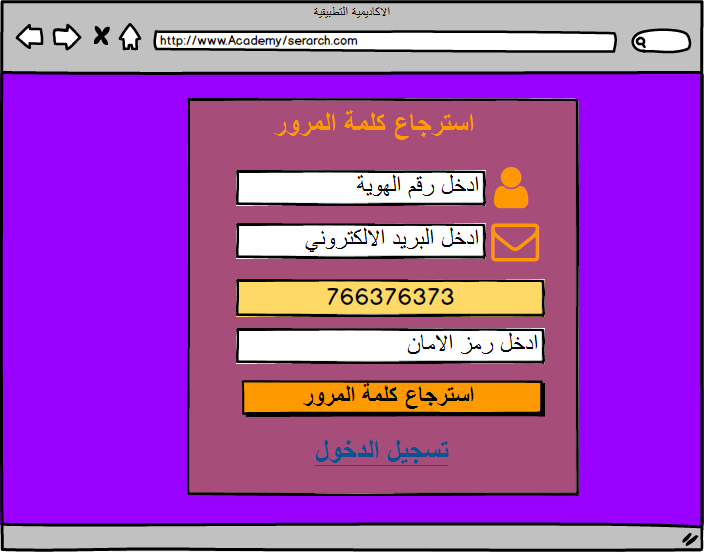 الاكاديمية التطبيقية
http://www.Academy/serarch.com
استرجاع كلمة المرور
ادخل رقم الهوية
ادخل البريد الالكتروني
766376373
ادخل رمز الامان
استرجاع كلمة المرور
تسجيل الدخول